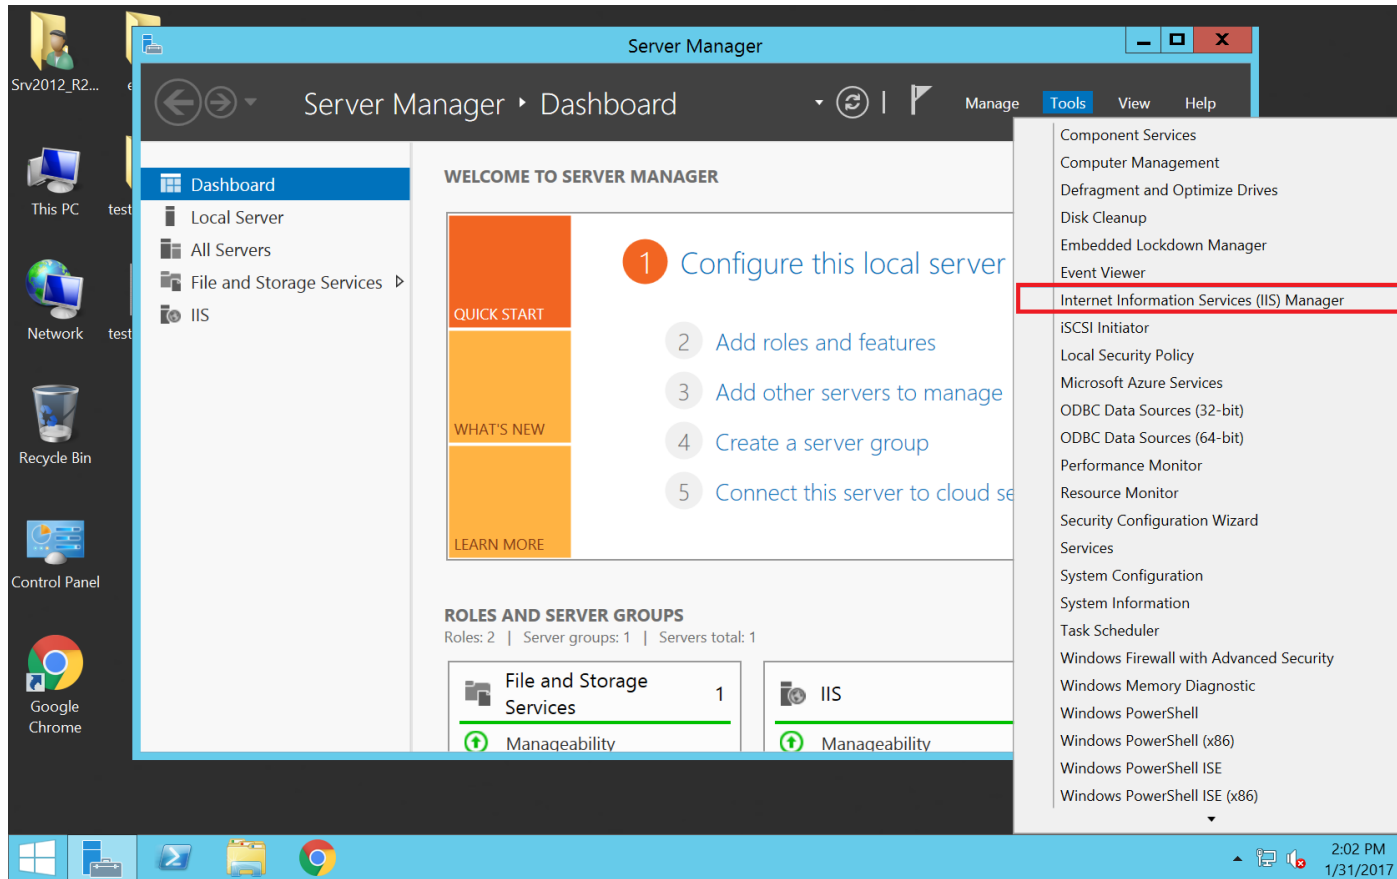 Server Manager
Srv2012_R2...
e
Server Manager
Dashboard
Manage
Tools
View
Help
Component Services
Computer Management
Defragment and Optimize Drives
Disk Cleanup
Embedded Lockdown Manager
Event Viewer
Internet Information Services (IIS) Manager
iSCSI Initiator
Local Security Policy
Microsoft Azure Services
ODBC Data Sources (32-bit)
ODBC Data Sources (64-bit)
Performance Monitor
Resource Monitor
Security Configuration Wizard
Services
System Configuration
System Information
Task Scheduler
Windows Firewall with Advanced Security
Windows Memory Diagnostic
Windows PowerShell
Windows PowerShell (x86)
Windows PowerShell ISE
Windows PowerShell ISE (x86)
This PC
test
Network
test
Recycle Bin
Control Panel
Google
Chrome
Dashboard
Local Server
All Servers
File and Storage Services
IIS
WELCOME TO SERVER MANAGER
QUICK START
WHAT'S NEW
LEARN MORE
1 Configure this local server
2 Add roles and features
3 Add other servers to manage
4 Create a server group
5 Connect this server to cloud se
ROLES AND SERVER GROUPS
Roles: 2 | Server groups: 1 | Servers total: 1
File and Storage
Services
1
Manageability
IIS
Manageability
2:02 PM
1/31/2017